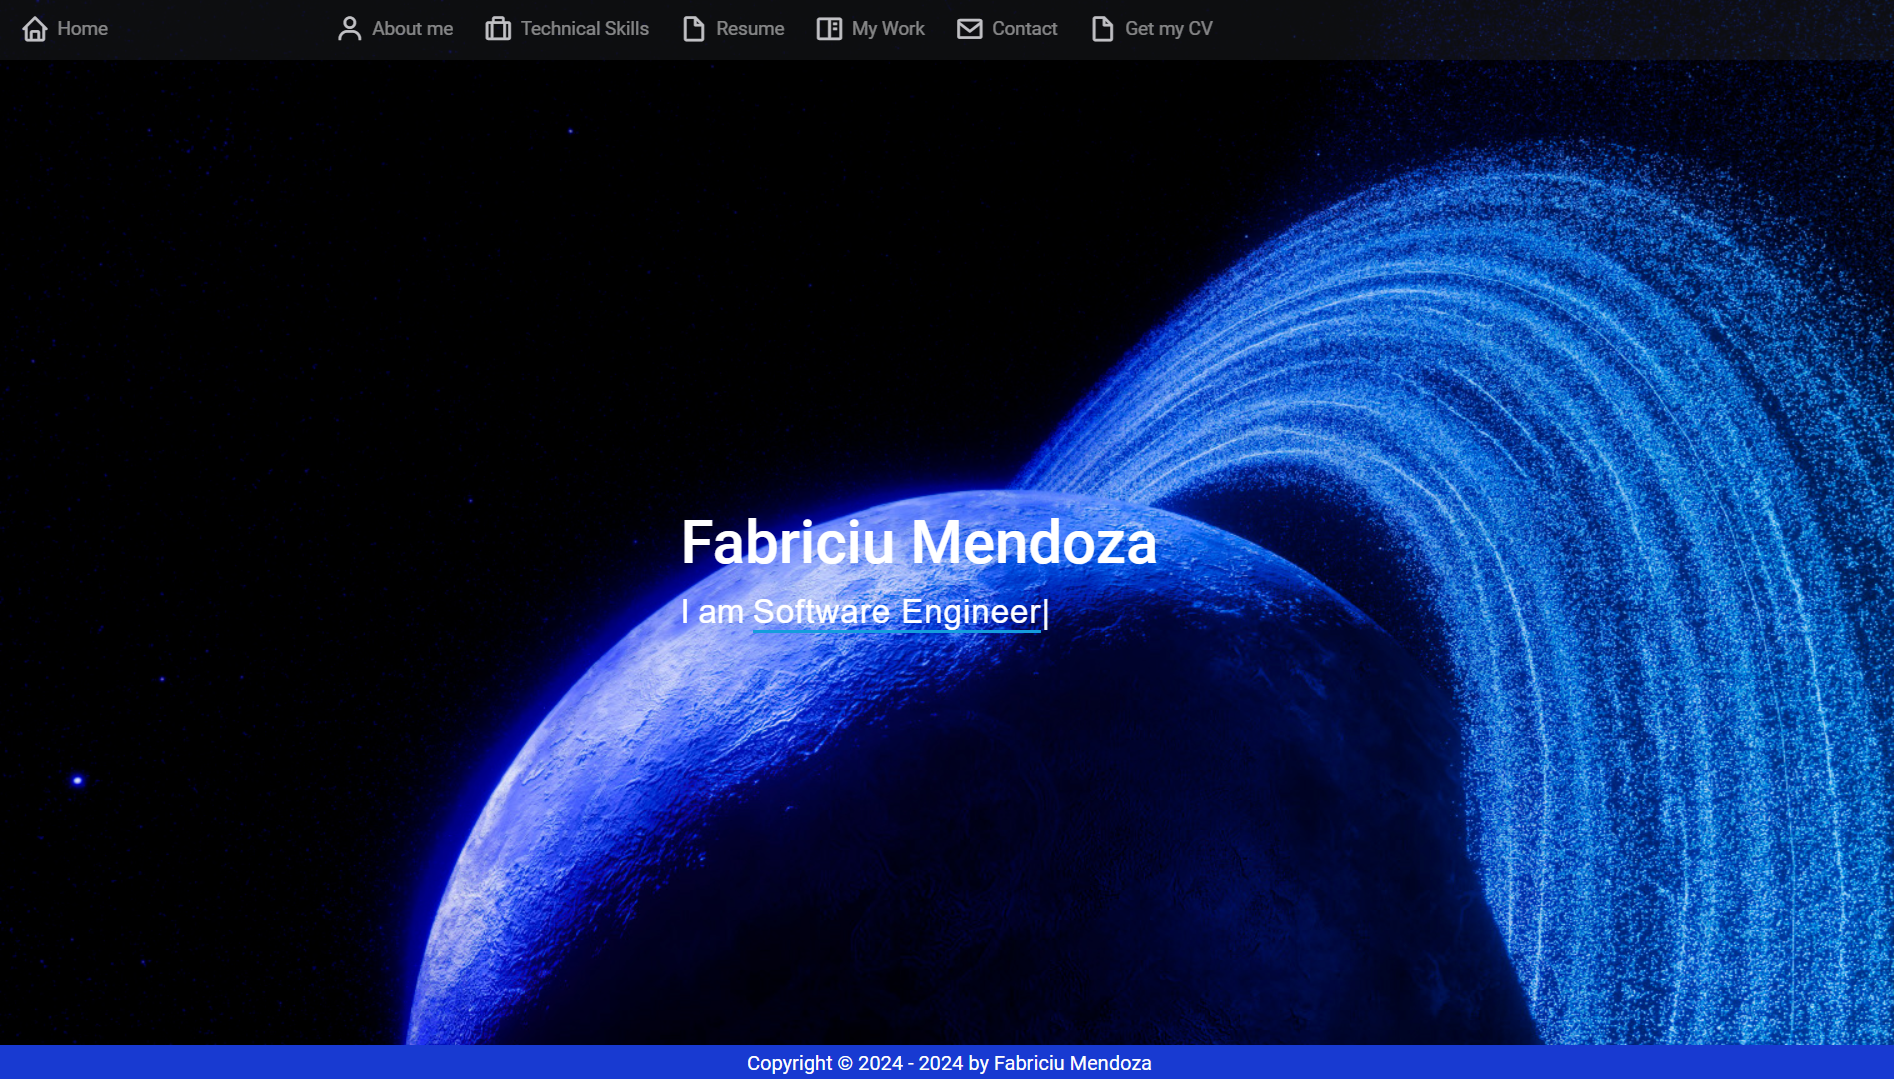 Home About me Technical Skills Resume My Work Contact Get my CV
Fabriciu Mendoza
I am Software Engineer|
Copyright © 2024 - 2024 by Fabriciu Mendoza